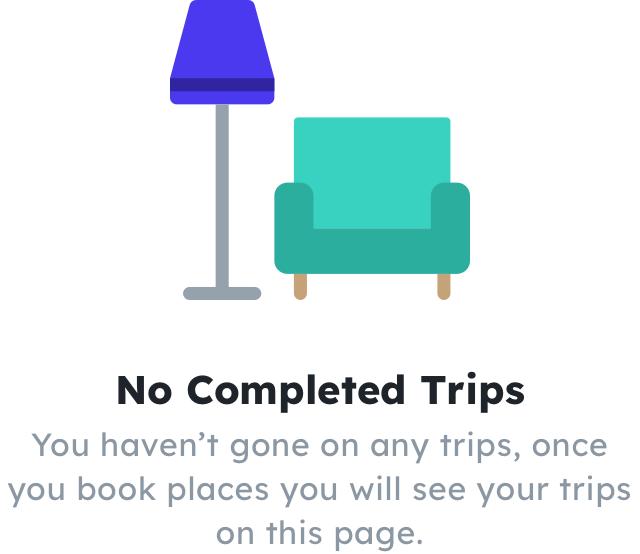 No Completed Trips
You haven’t gone on any trips, once
you book places you will see your trips
on this page.